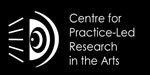 Centre for
Practice-Led
Research
in the Arts